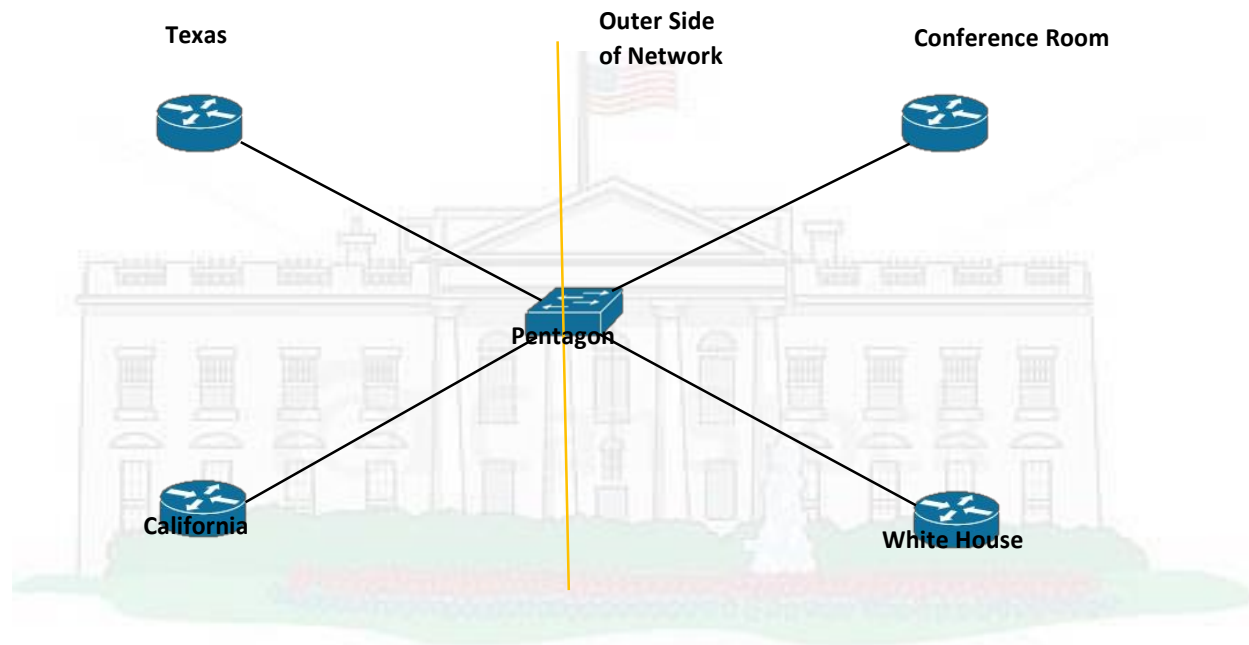 Texas
Outer Side
of Network
Conference Room
Pentagon
California
White House